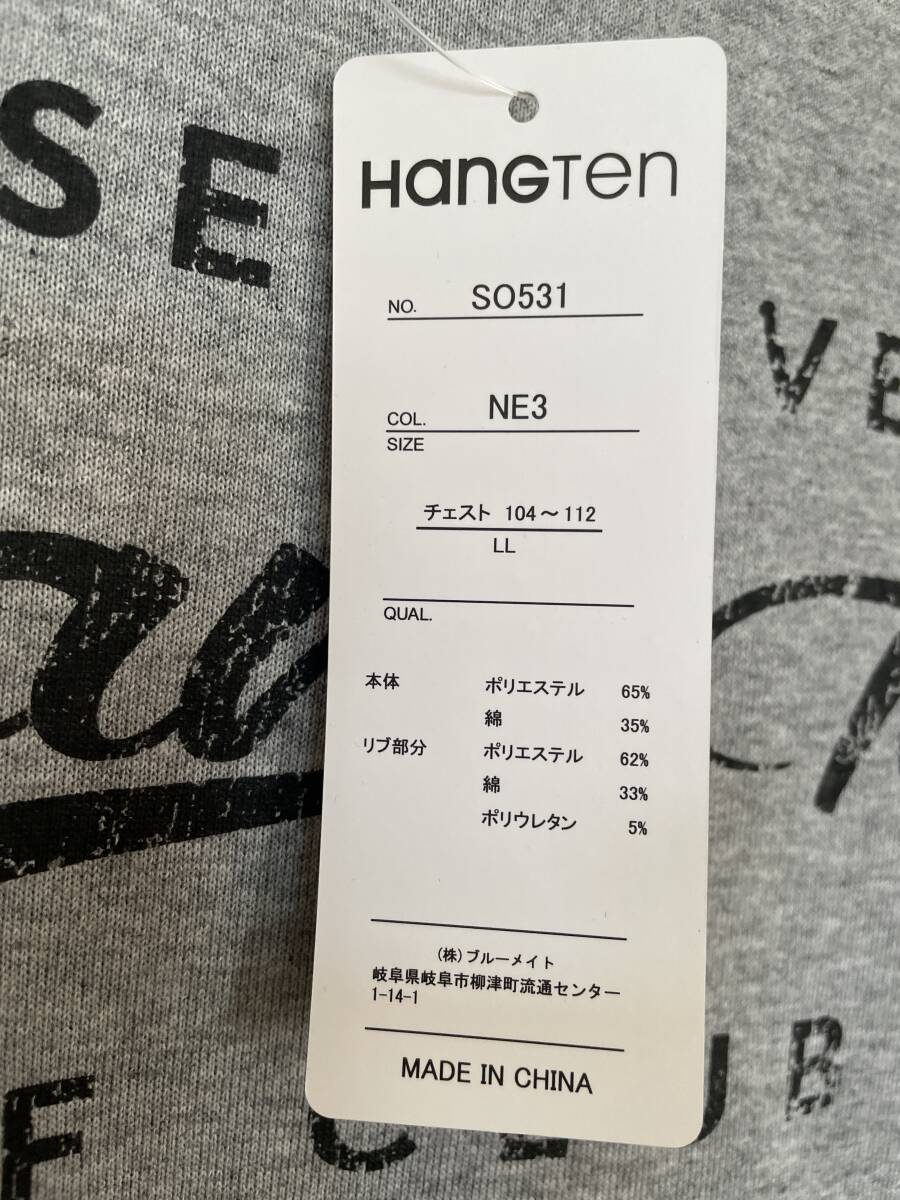 SE
HANGTEN
NO. SO531
VE
COL. NE3
SIZE
チェスト 104～112
LL
QUAL.
本体 ポリエステル 65%
綿 35%
リブ部分 ポリエステル 62%
綿 33%
ポリウレタン 5%
(株)ブルーメイト
岐阜県岐阜市柳津町流通センター
1-14-1
MADE IN CHINA